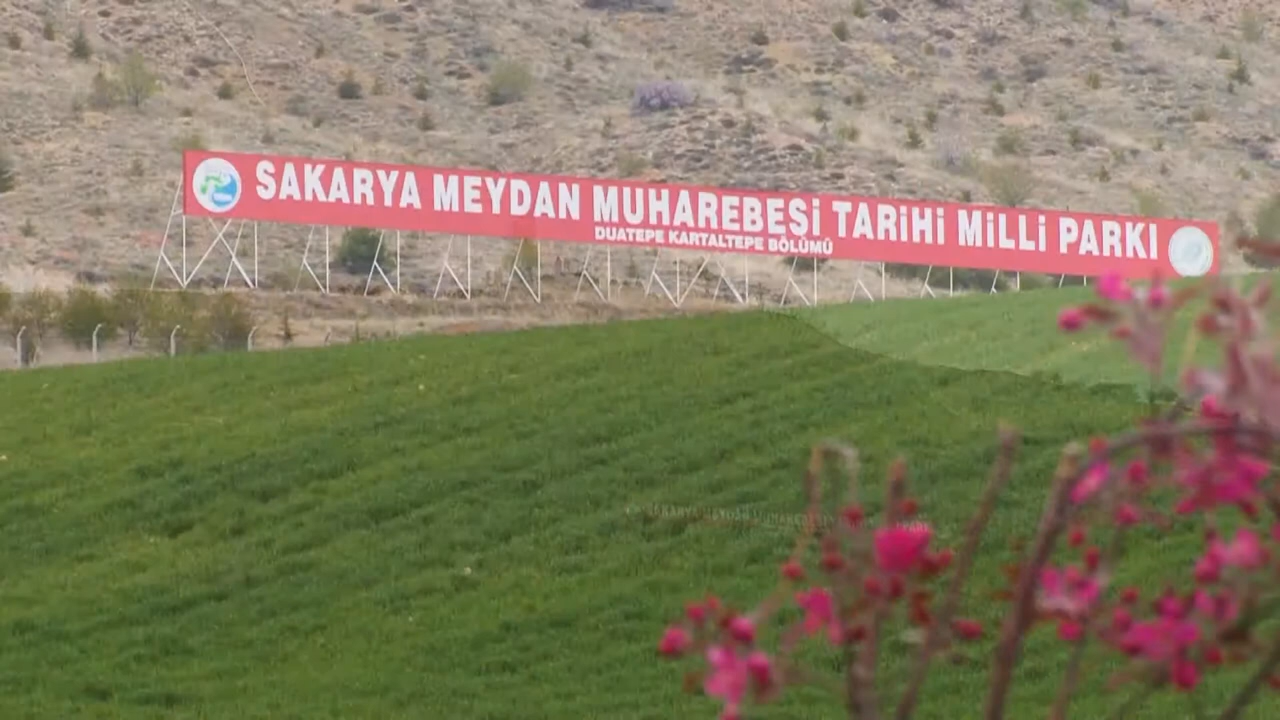 SAKARYA MEYDAN MUHAREBESİ TARİHİ MİLLİ PARKI
DUATEPE KARTALTEPE BÖLÜMÜ